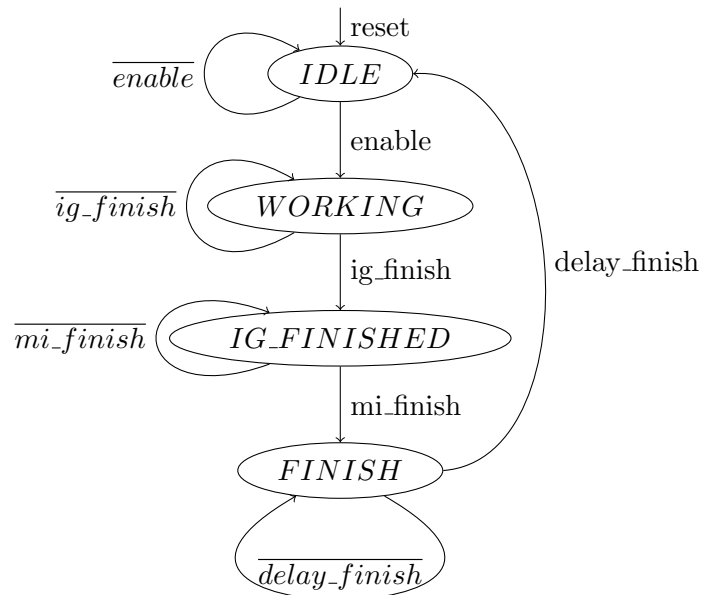 reset
IDLE
enable
enable
WORKING
ig_finish
ig_finish
delay_finish
IG_FINISHED
mi_finish
mi_finish
FINISH
delay_finish